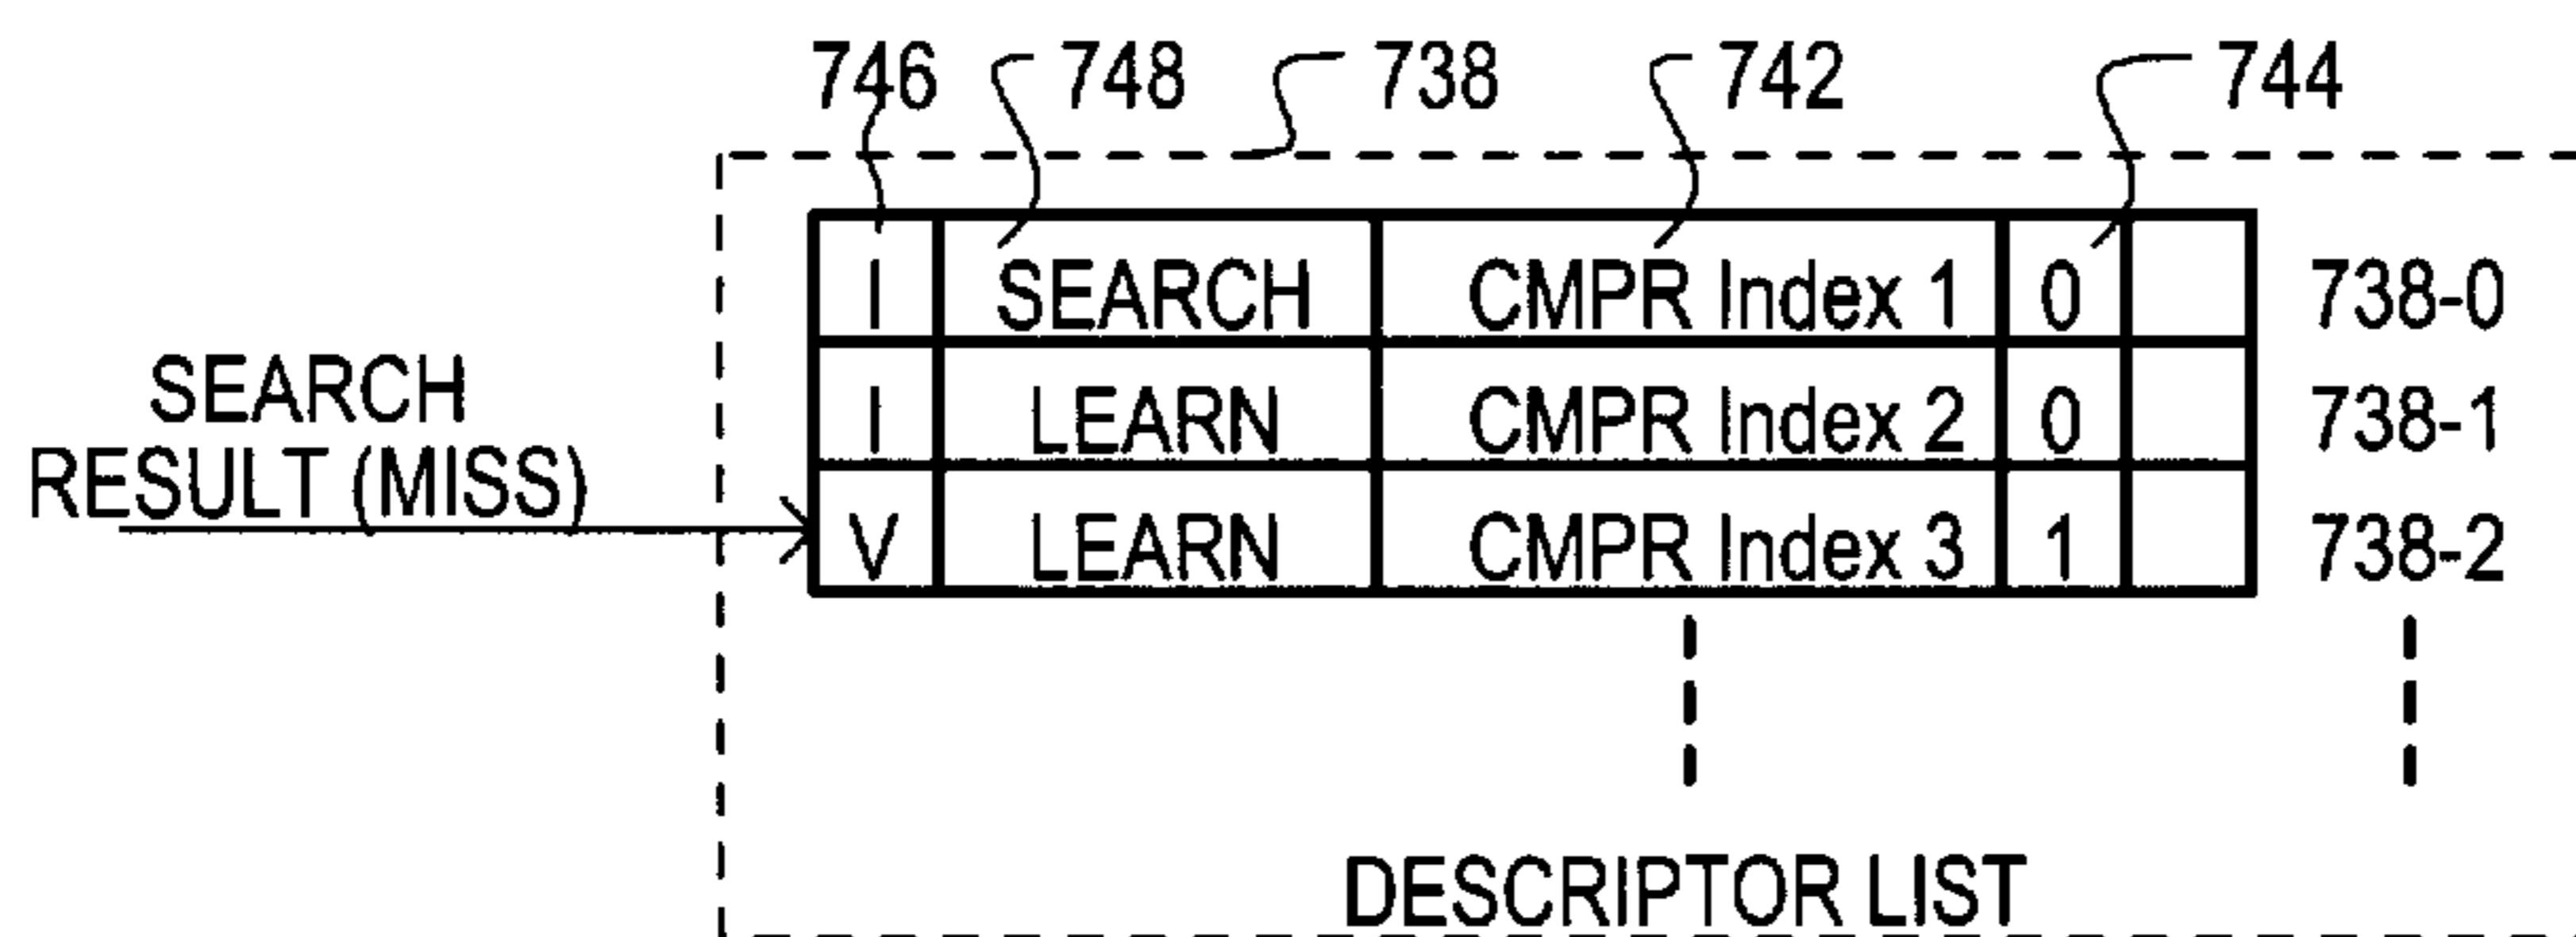 746 748 738 742 744
I SEARCH CMPR Index 1 0 738-0
I LEARN CMPR Index 2 0 738-1
SEARCH
RESULT (MISS)
V LEARN CMPR Index 3 1 738-2
DESCRIPTOR LIST